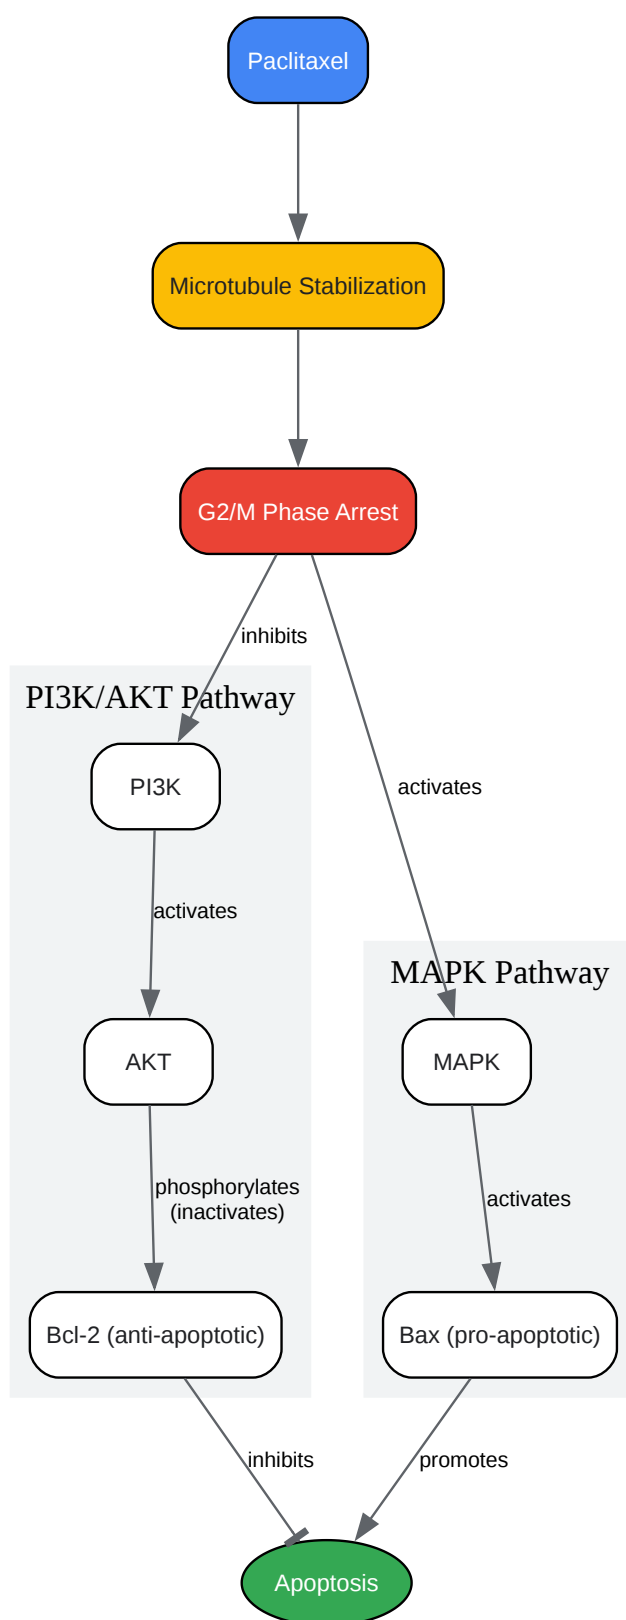 Paclitaxel
Microtubule Stabilization
G2/M Phase Arrest
inhibits
PI3K/AKT Pathway
PI3K
activates
activates
MAPK Pathway
AKT
MAPK
phosphorylates
(inactivates)
activates
Bcl-2 (anti-apoptotic)
Bax (pro-apoptotic)
inhibits
promotes
Apoptosis